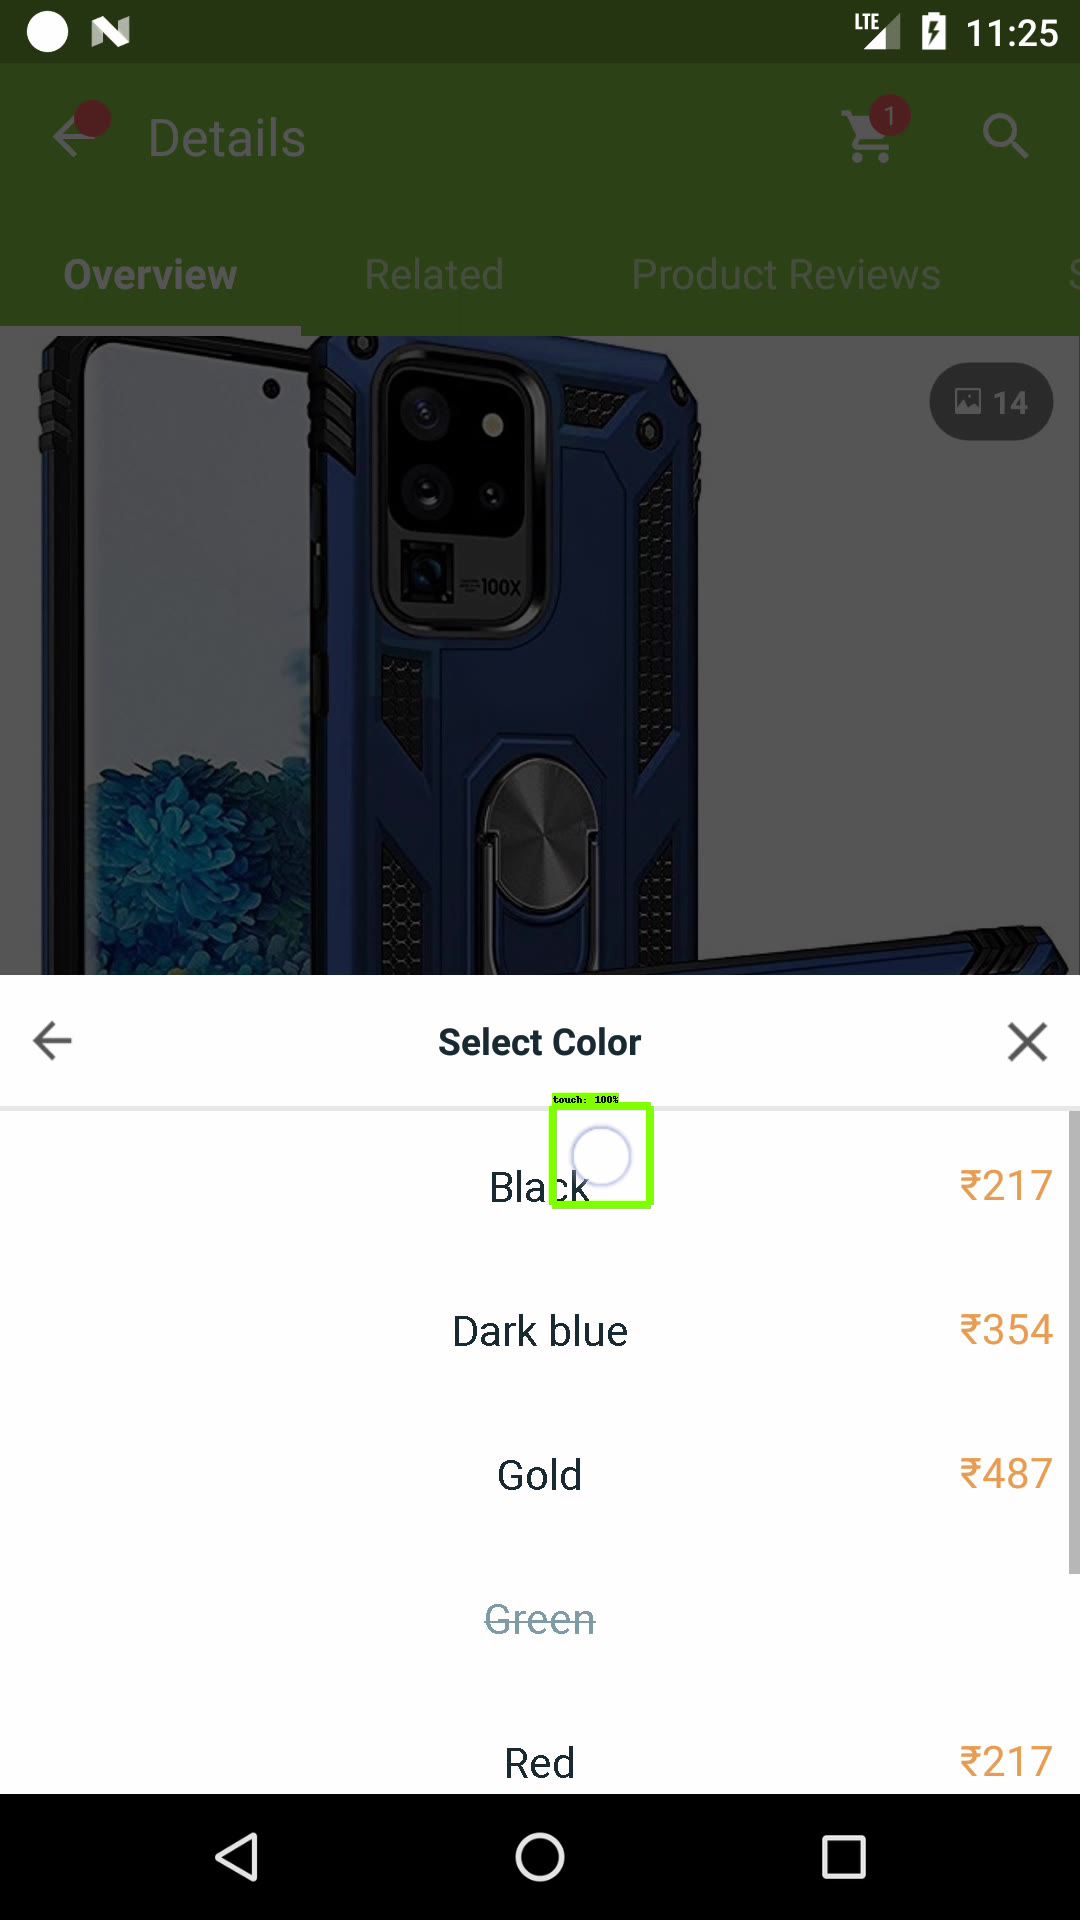 LTE 11:25
Details 1
Overview Related Product Reviews S
14
100X
Select Color
touch: 100%
Black ₹217
Dark blue ₹354
Gold ₹487
Green
Red ₹217